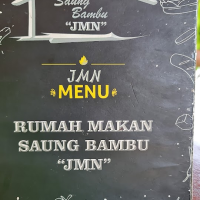 Saung
Bambu
"JMN"
JMN
MENU
RUMAH MAKAN
SAUNG BAMBU
"JMN"